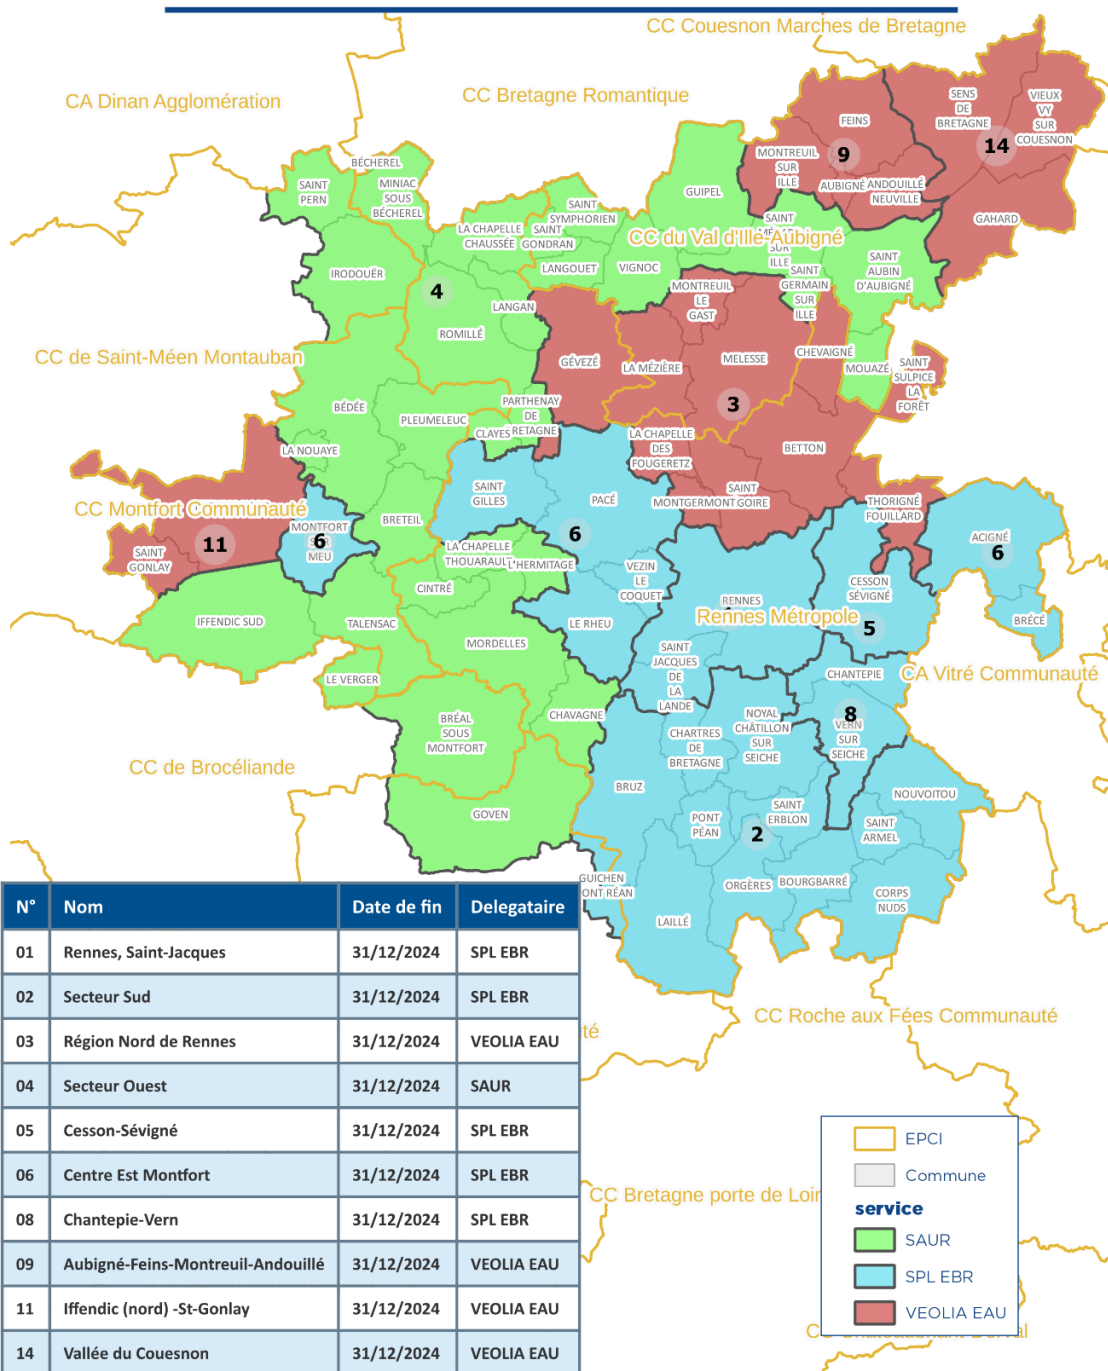 CC Couesnon Marches de Bretagne
CA Dinan Agglomération
CC Bretagne Romantique
SENS
DE
BRETAGNE
VIEUX
VY
SUR
COUESNON
14
FEINS
9
MONTREUIL
SUR
ILLE
AUBIGNÉ
ANDOUILLÉ
NEUVILLE
GAHARD
BÉCHEREL
SAINT
PERN
MINIAC
SOUS
BÉCHEREL
GUIPEL
LA CHAPELLE
CHAUSSÉE
SAINT
SYMPHORIEN
SAINT
GONDRAN
LANGOUET
VIGNOC
CC du Val d'Ille-Aubigné
SAINT
SUR
ILLE
SAINT
GERMAIN
SUR
ILLE
SAINT
AUBIN
D'AUBIGNÉ
IRODOUËR
4
LANGAN
ROMILLÉ
MONTREUIL
LE
GAST
CC de Saint-Méen Montauban
GÉVEZÉ
LA MÉZIÈRE
MELESSE
CHEVAIGNÉ
MOUAZÉ
SAINT
SULPICE
LA
FORÊT
3
BÉDÉE
PLEUMELEUC
PARTHENAY
DE
RETAGNE
CLAYES
LA CHAPELLE
DES
FOUGERETZ
BETTON
LA NOUAYE
SAINT
GILLES
PACÉ
MONTGERMONT
SAINT
GOIRE
THORIGNÉ
FOUILLARD
CC Montfort Communauté
MONTFORT
MEU
6
BRETEIL
11
SAINT
GONLAY
LA CHAPELLE
THOUARAULT
L'HERMITAGE
6
ACIGNÉ
6
CINTRÉ
VEZIN
LE
COQUET
CESSON
SÉVIGNÉ
5
RENNES
Rennes Métropole
BRÉCÉ
IFFENDIC SUD
TALENSAC
LE RHEU
MORDELLES
SAINT
JACQUES
DE
LA
LANDE
CHANTEPIE
CA Vitré Communauté
LE VERGER
CHAVAGNE
BRÉAL
SOUS
MONTFORT
NOYAL
CHÂTILLON
SUR
SEICHE
8
VERN
SUR
SEICHE
CHARTRES
DE
BRETAGNE
CC de Brocéliande
BRUZ
NOUVOITOU
GOVEN
PONT
PÉAN
SAINT
ERBLON
SAINT
ARMEL
2
GUICHEN
ONT RÉAN
ORGÈRES
BOURGBARRÉ
CORPS
NUDS
LAILLÉ
CC Roche aux Fées Communauté
té
CC Bretagne porte de Loir
N° Nom Date de fin Delegataire
01 Rennes, Saint-Jacques 31/12/2024 SPL EBR
02 Secteur Sud 31/12/2024 SPL EBR
03 Région Nord de Rennes 31/12/2024 VEOLIA EAU
04 Secteur Ouest 31/12/2024 SAUR
05 Cesson-Sévigné 31/12/2024 SPL EBR
06 Centre Est Montfort 31/12/2024 SPL EBR
08 Chantepie-Vern 31/12/2024 SPL EBR
09 Aubigné-Feins-Montreuil-Andouillé 31/12/2024 VEOLIA EAU
11 Iffendic (nord) -St-Gonlay 31/12/2024 VEOLIA EAU
14 Vallée du Couesnon 31/12/2024 VEOLIA EAU
EPCI
Commune
service
SAUR
SPL EBR
VEOLIA EAU